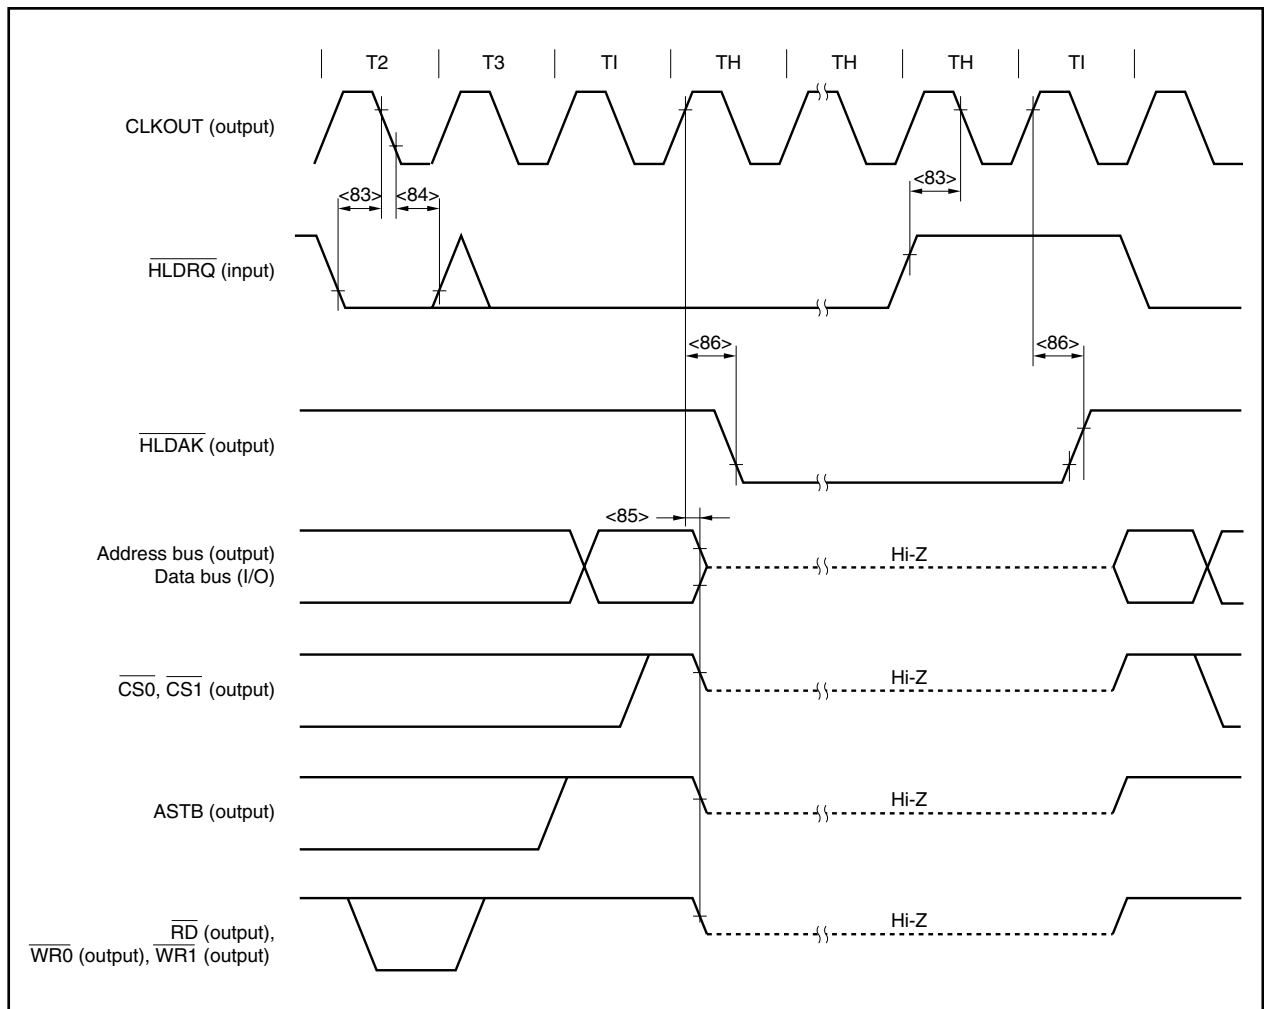 T2 T3 TI TH TH TH TI
CLKOUT (output)
<83> <84> <83>
HLDRQ (input)
<86> <86>
HLDAK (output)
<85>
Address bus (output)
Data bus (I/O)
Hi-Z
CS0, CS1 (output)
Hi-Z
ASTB (output)
Hi-Z
RD (output),
WR0 (output), WR1 (output)
Hi-Z